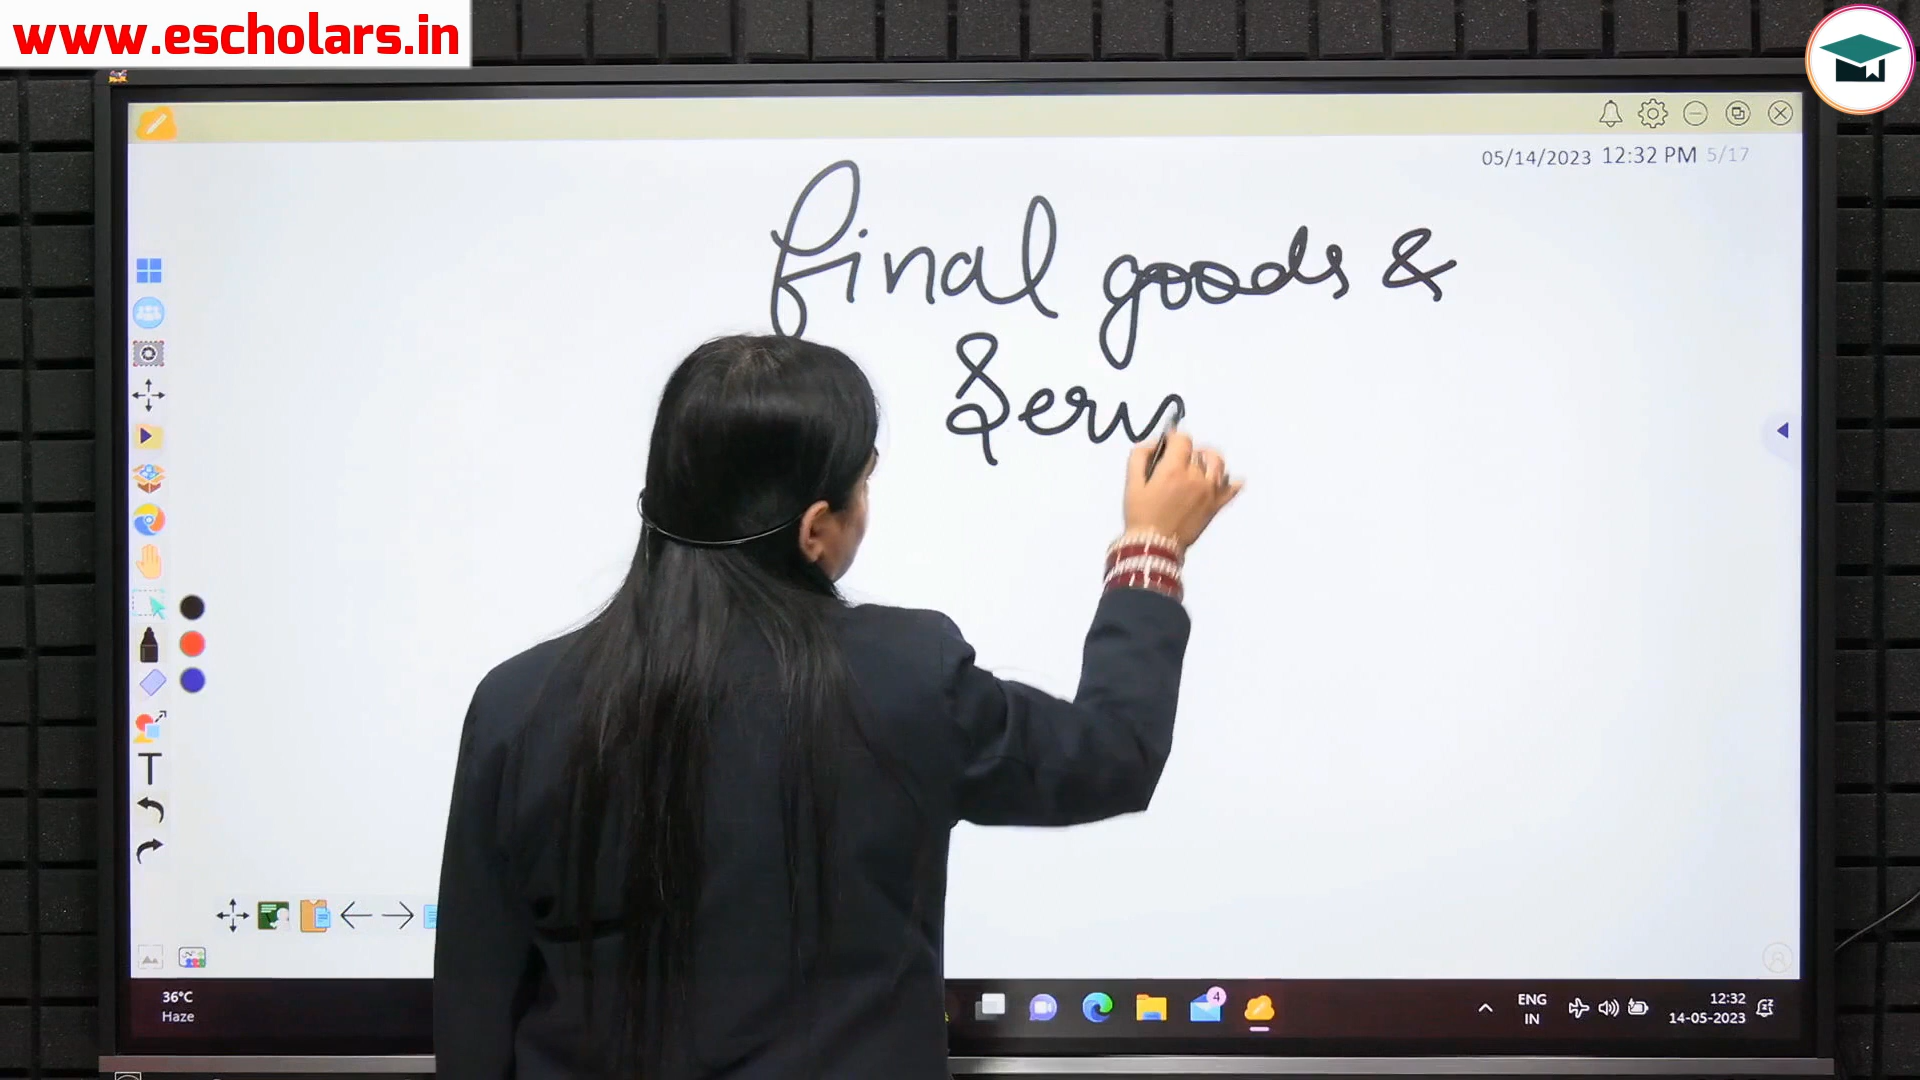 www.escholars.in
05/14/2023 12:32 PM 5/17
final goods &
Serv
T
36°C
Haze
4
ENG
IN
12:32
14-05-2023